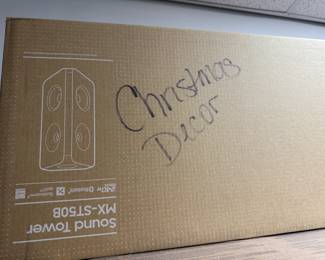 Christmas
Decor
Sound Tower
MX-ST50B